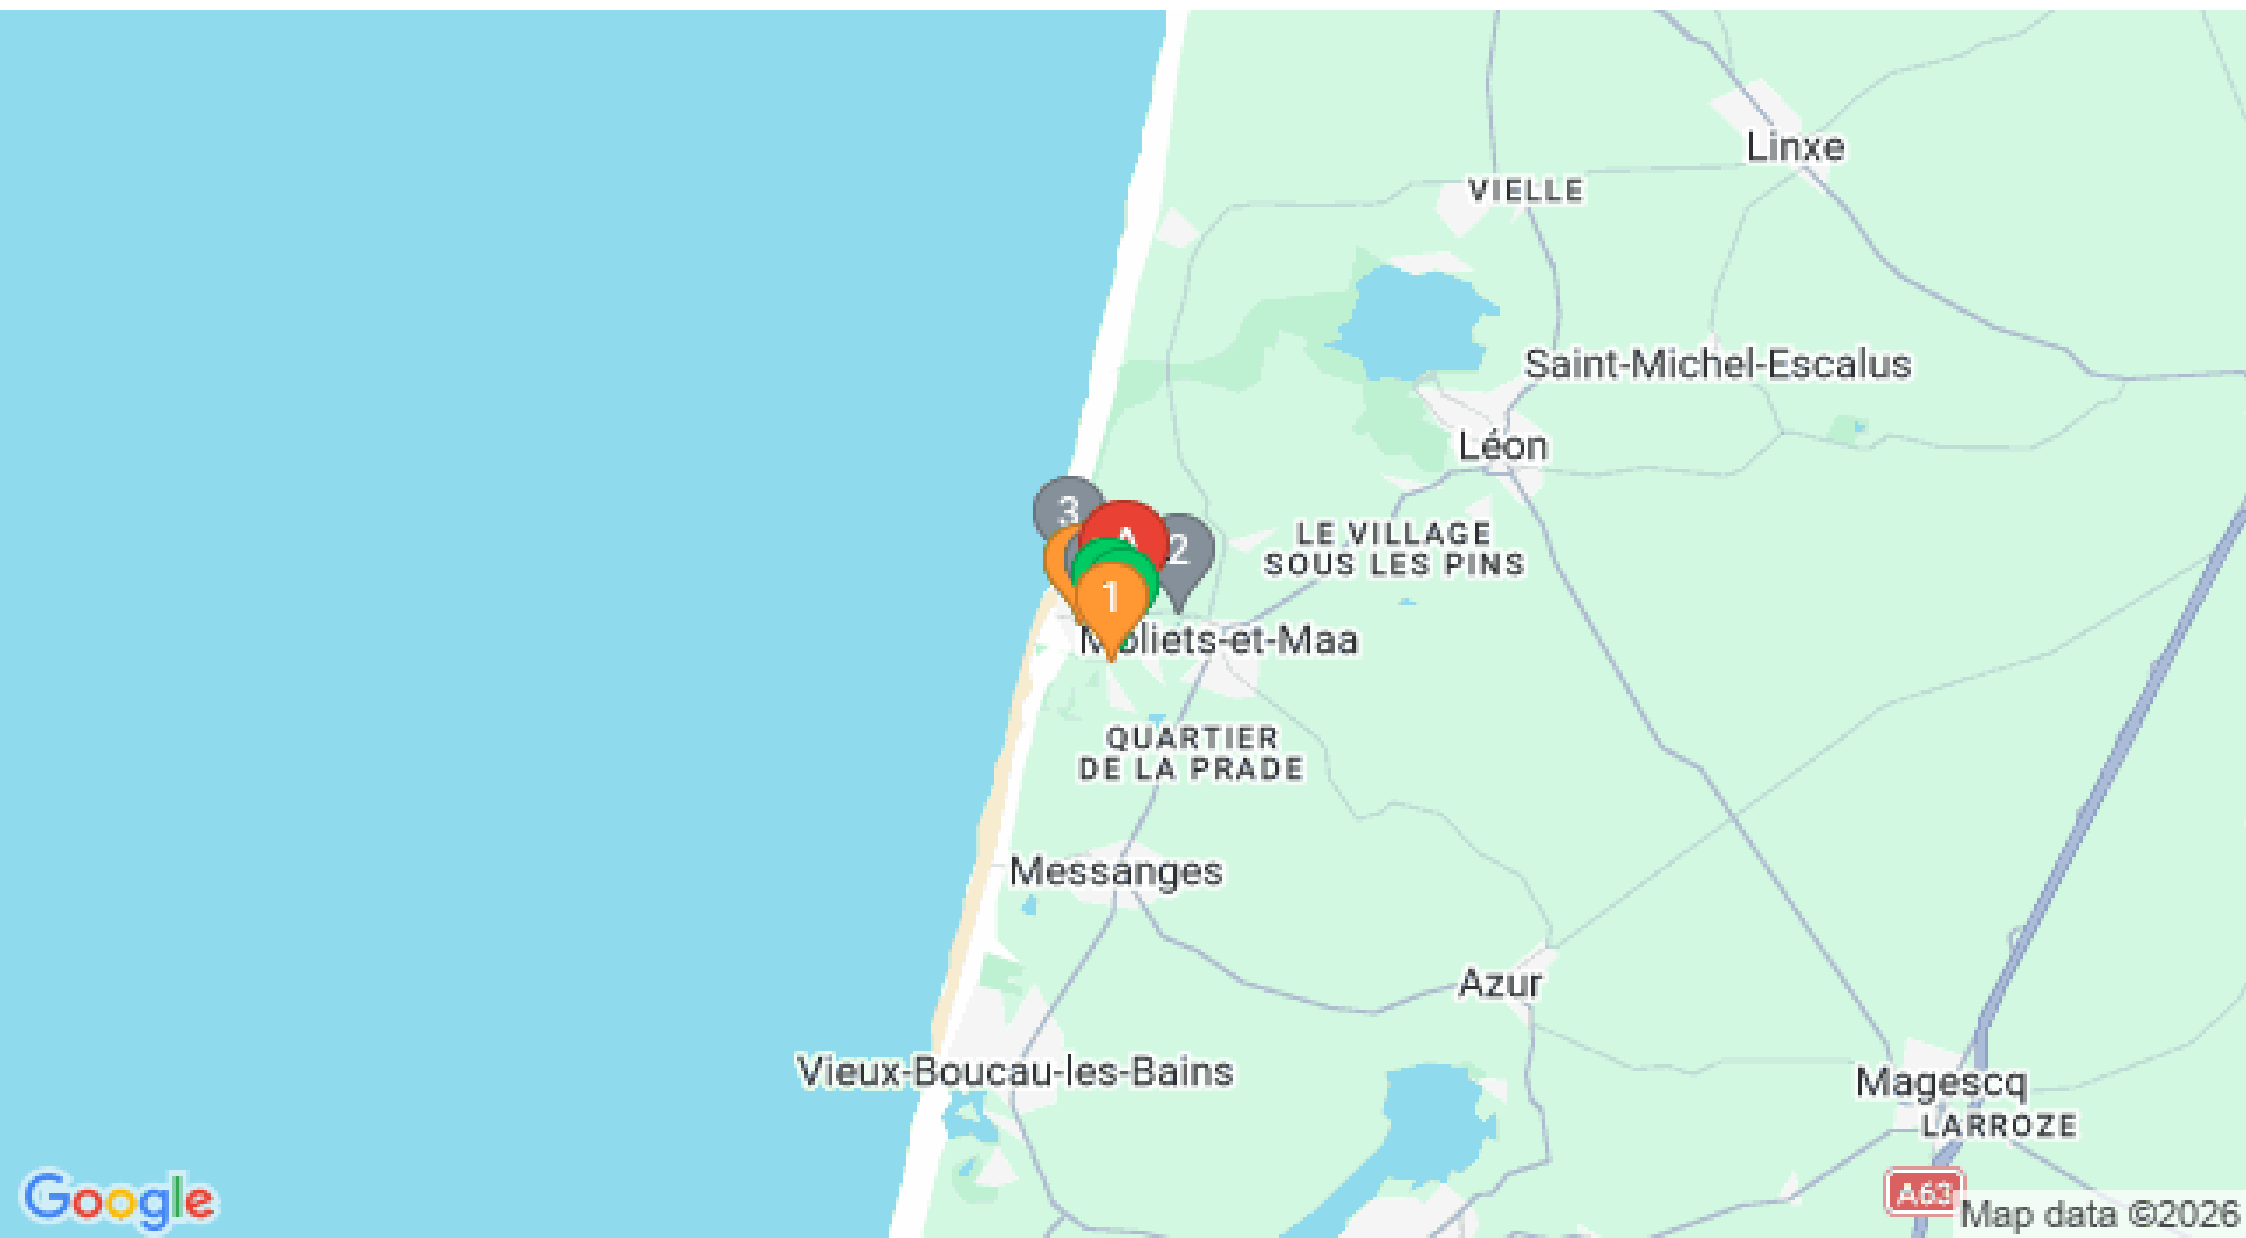 Linxe
VIELLE
Saint-Michel-Escalus
Léon
3
A
2
LE VILLAGE
SOUS LES PINS
1
Moliets-et-Maa
QUARTIER
DE LA PRADE
Messanges
Azur
Vieux-Boucau-les-Bains
Magescq
LARROZE
A63
Google
Map data ©2026